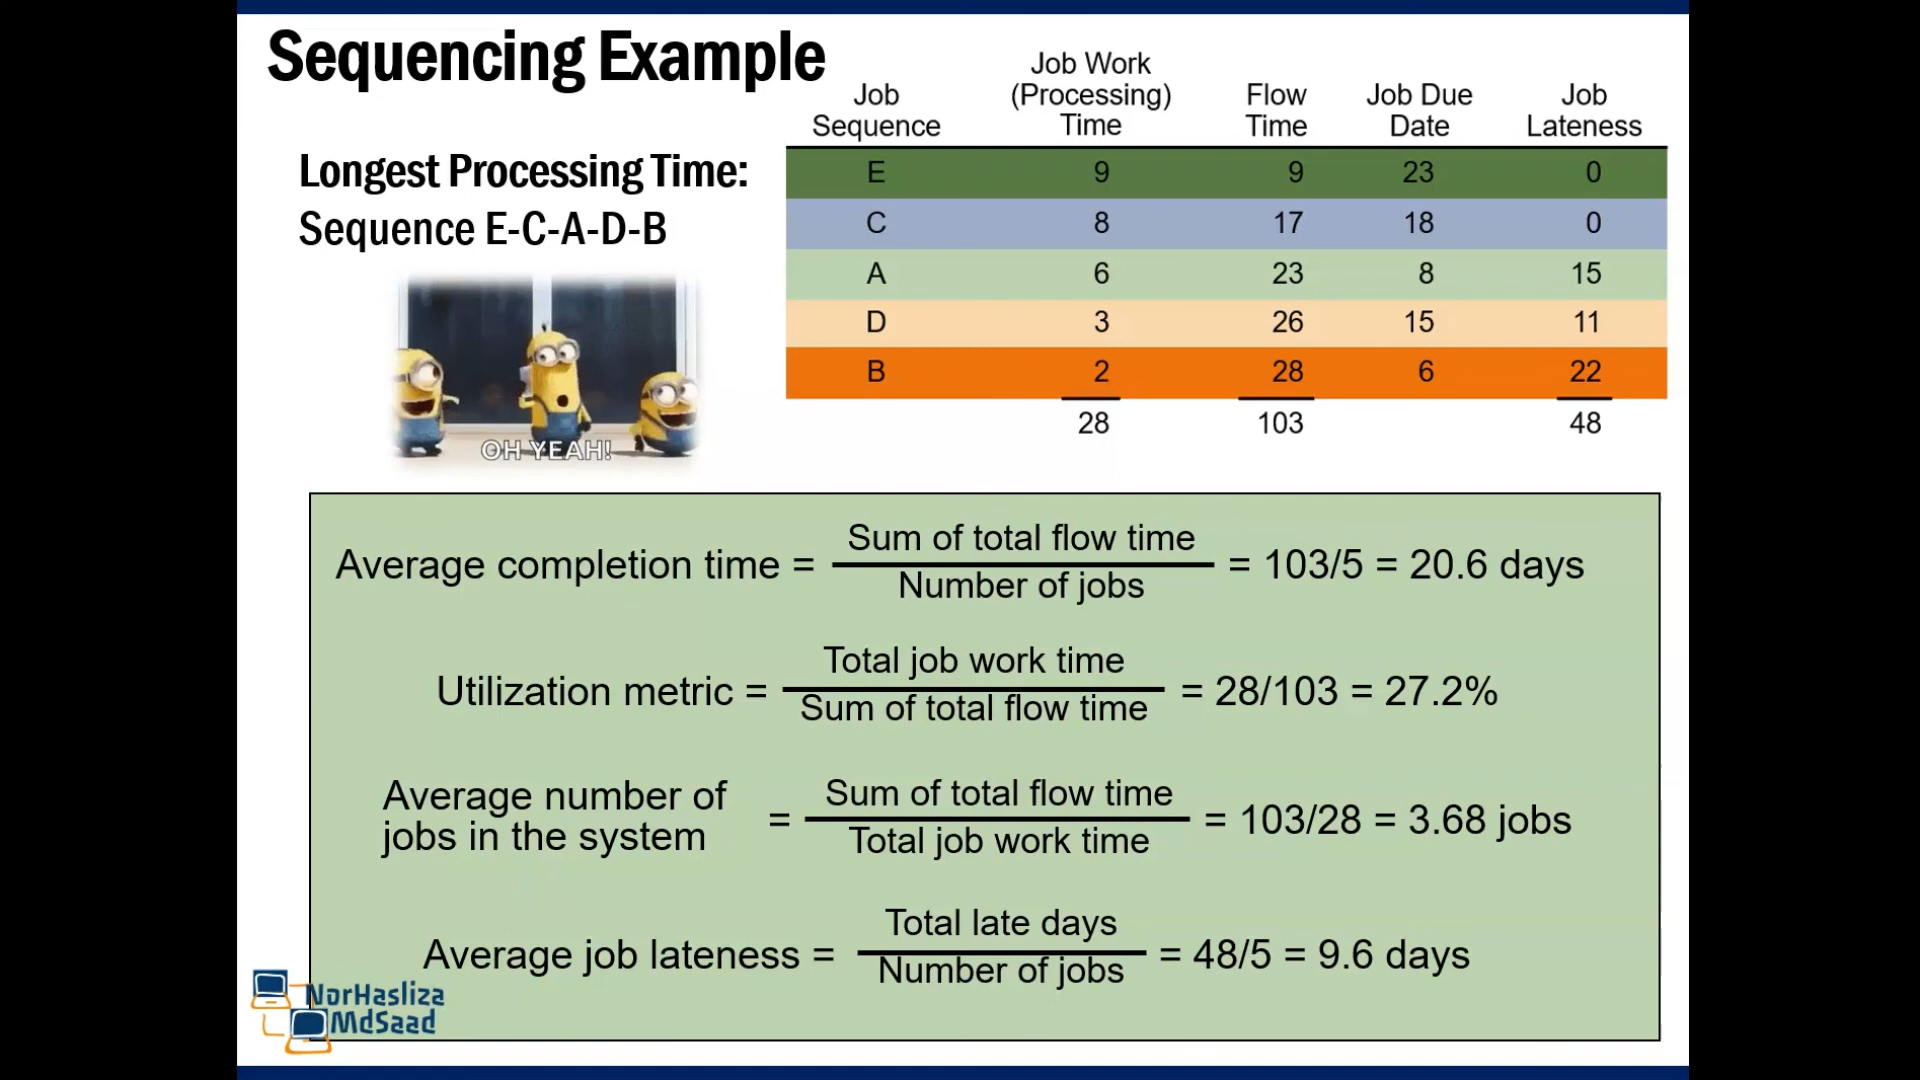 Sequencing Example
Longest Processing Time:
Sequence E-C-A-D-B
OH YEAH!
Job Sequence	Job Work (Processing) Time	Flow Time	Job Due Date	Job Lateness
E	9	9	23	0
C	8	17	18	0
A	6	23	8	15
D	3	26	15	11
B	2	28	6	22
28	103	48
Average completion time = Sum of total flow time / Number of jobs = 103/5 = 20.6 days
Utilization metric = Total job work time / Sum of total flow time = 28/103 = 27.2%
Average number of jobs in the system = Sum of total flow time / Total job work time = 103/28 = 3.68 jobs
Average job lateness = Total late days / Number of jobs = 48/5 = 9.6 days
NorHasliza
MdSaad